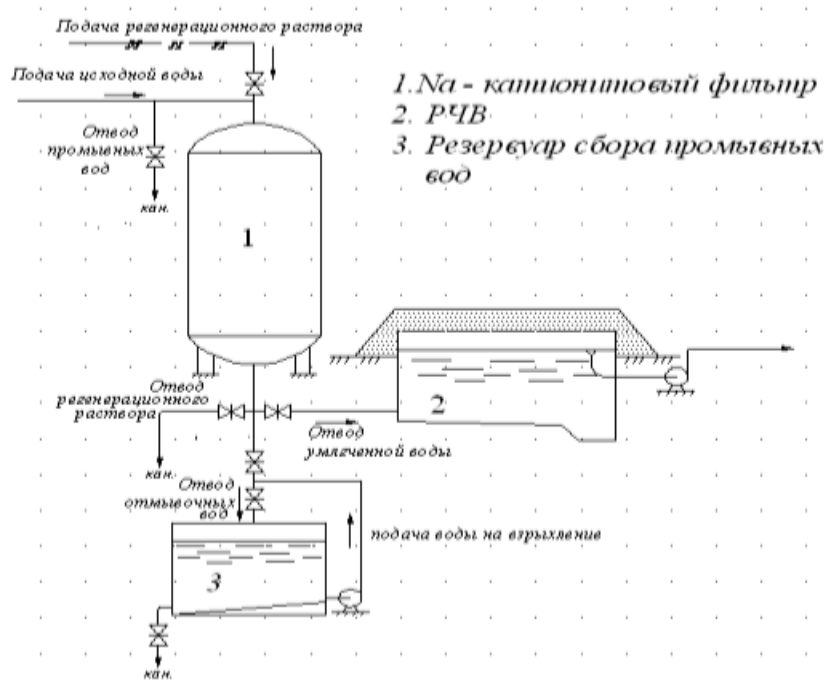 Подача регенерационного раствора
Подача исходной воды
Отвод
промывных
вод
кан.
1. Na - катионитовый фильтр
2. РЧВ
3. Резервуар сбора промывных
вод
1
2
Отвод
регенерационного
раствора
кан.
Отвод
умягченной воды
Отвод
отмывочных
вод
подача воды на взрыхление
3
кан.